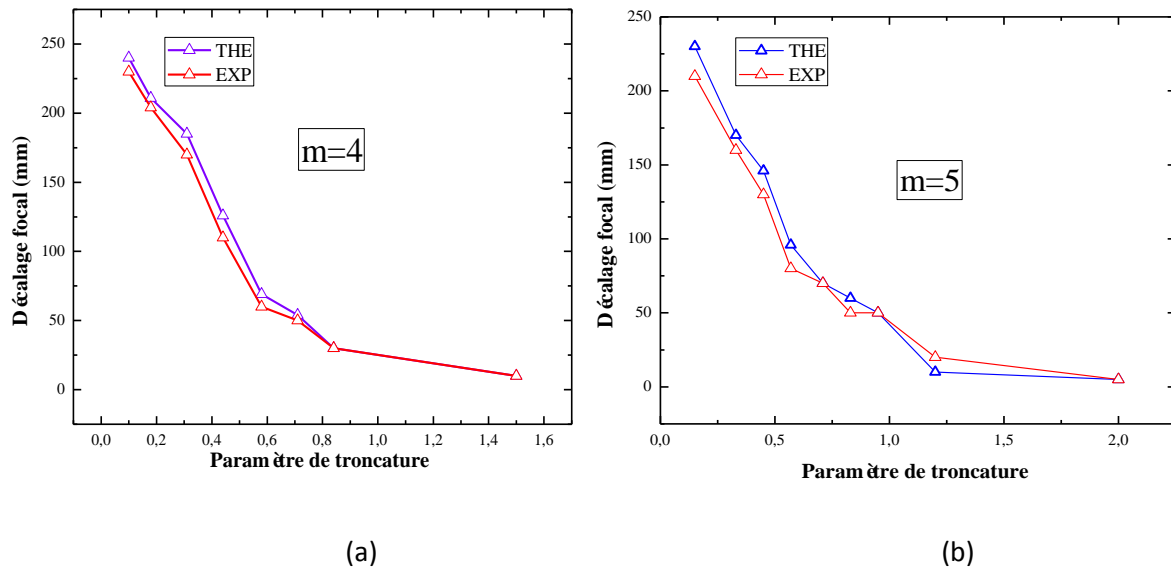 250
200
150
100
50
0
Décalage focal (mm)
THE
EXP
m=4
0,0 0,2 0,4 0,6 0,8 1,0 1,2 1,4 1,6
Paramètre de troncature
(a)
250
200
150
100
50
0
Décalage focal (mm)
THE
EXP
m=5
0,0 0,5 1,0 1,5 2,0
Paramètre de troncature
(b)